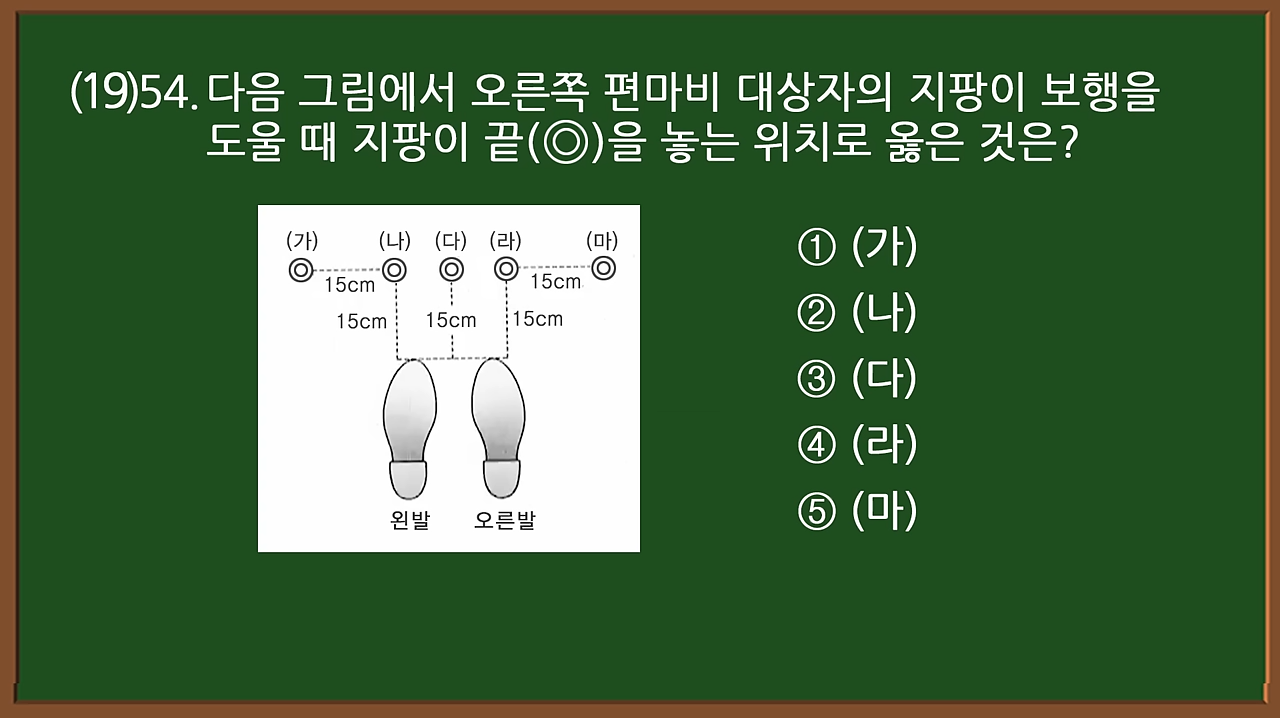 (19)54. 다음 그림에서 오른쪽 편마비 대상자의 지팡이 보행을
도울 때 지팡이 끝(◎)을 놓는 위치로 옳은 것은?
(가) (나) (다) (라) (마)
15cm 15cm
15cm 15cm 15cm
왼발 오른발
① (가)
② (나)
③ (다)
④ (라)
⑤ (마)